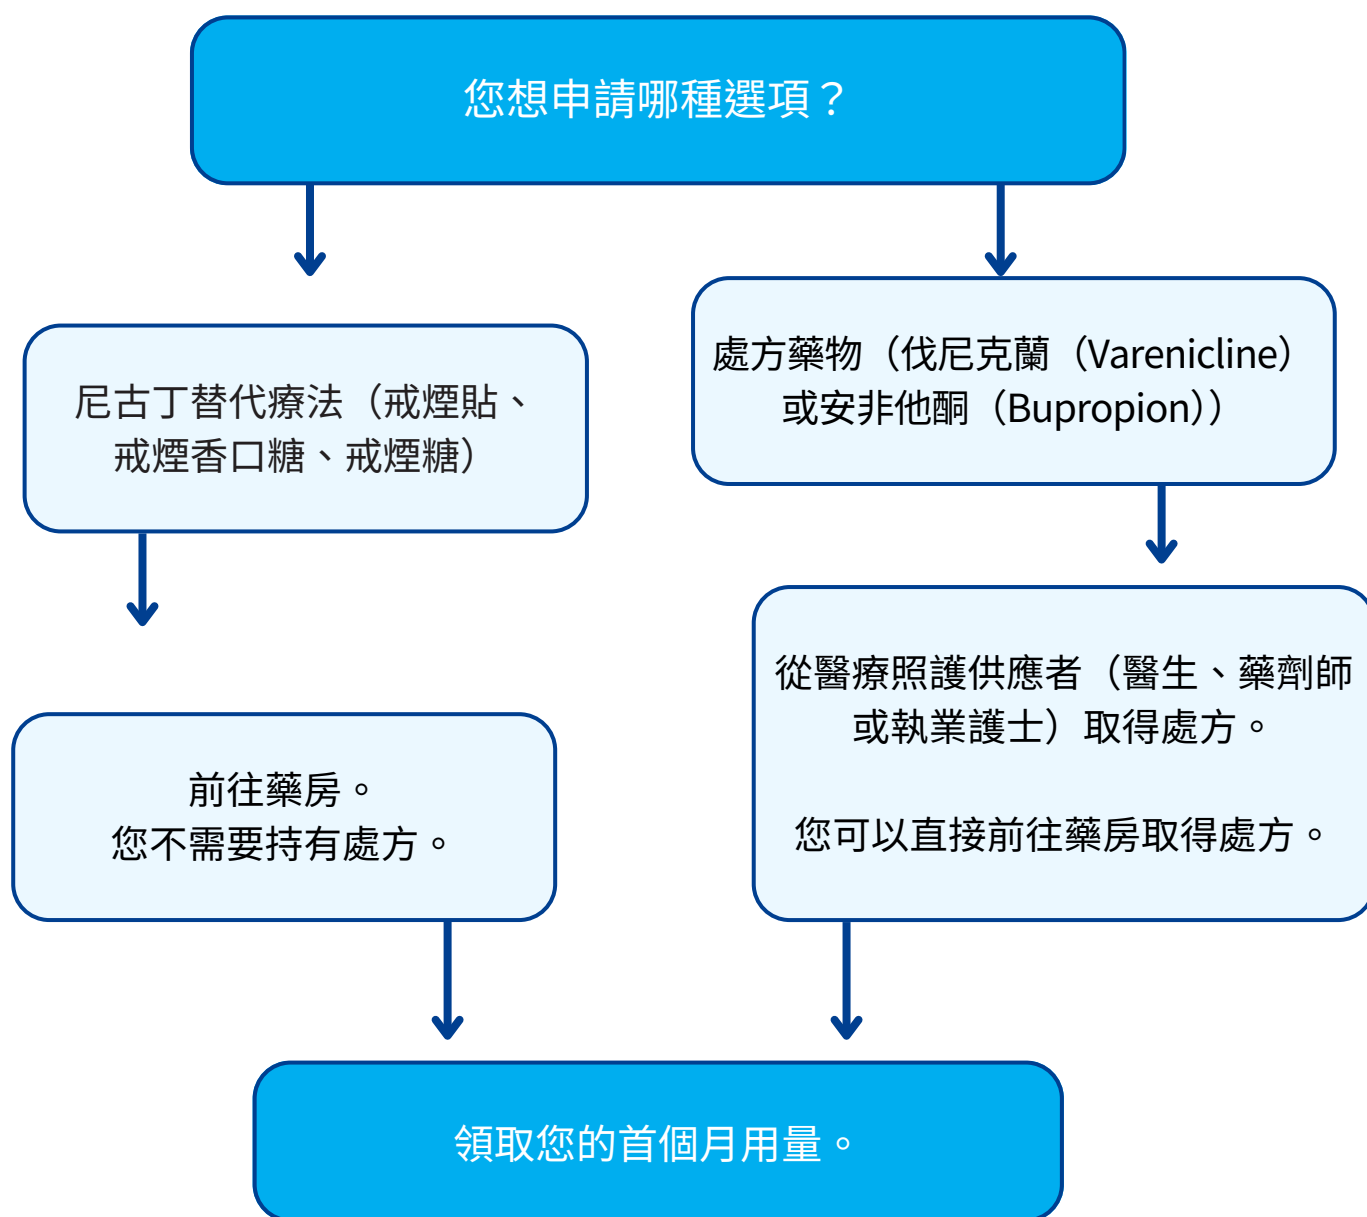 您想申請哪種選項？
尼古丁替代療法（戒煙貼、
戒煙香口糖、戒煙糖）
處方藥物（伐尼克蘭（Varenicline）
或安非他酮（Bupropion））
前往藥房。
您不需要持有處方。
從醫療照護供應者（醫生、藥劑師
或執業護士）取得處方。
您可以直接前往藥房取得處方。
領取您的首個月用量。